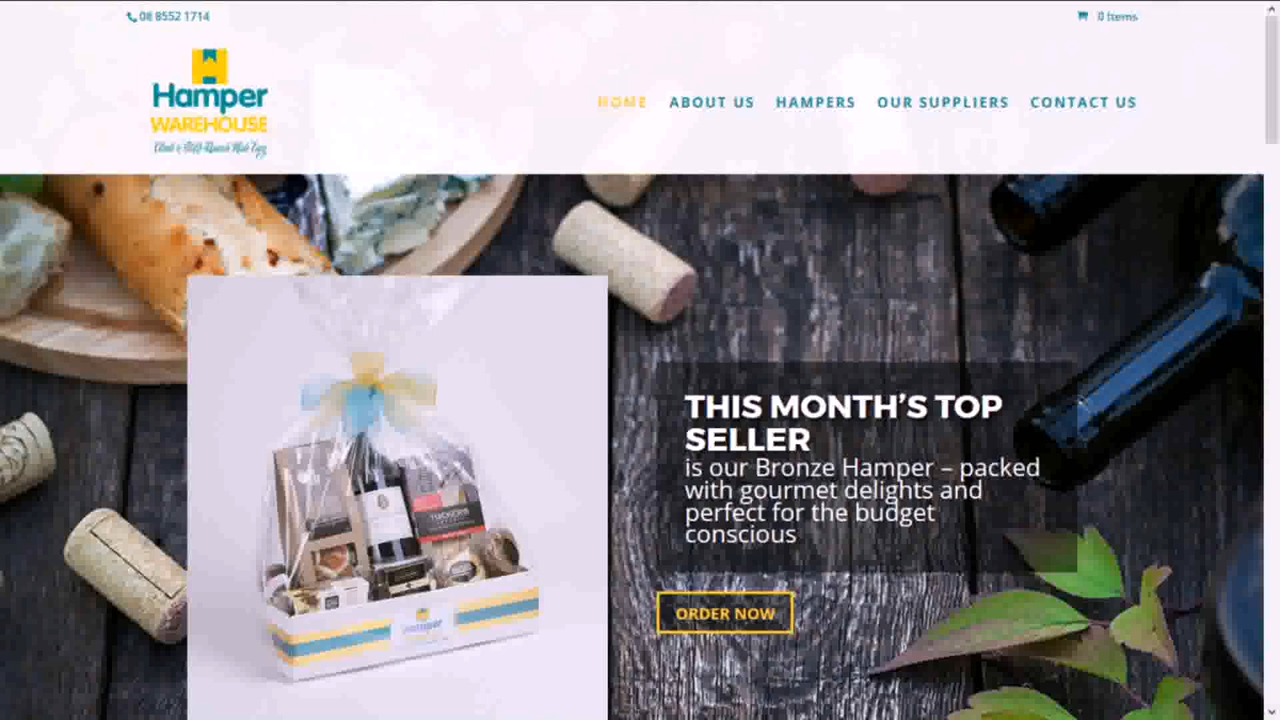 08 8552 1714
0 Items
Hamper
WAREHOUSE
HOME
ABOUT US
HAMPERS
OUR SUPPLIERS
CONTACT US
THIS MONTH’S TOP
SELLER
is our Bronze Hamper – packed
with gourmet delights and
perfect for the budget
conscious
ORDER NOW
Hamper